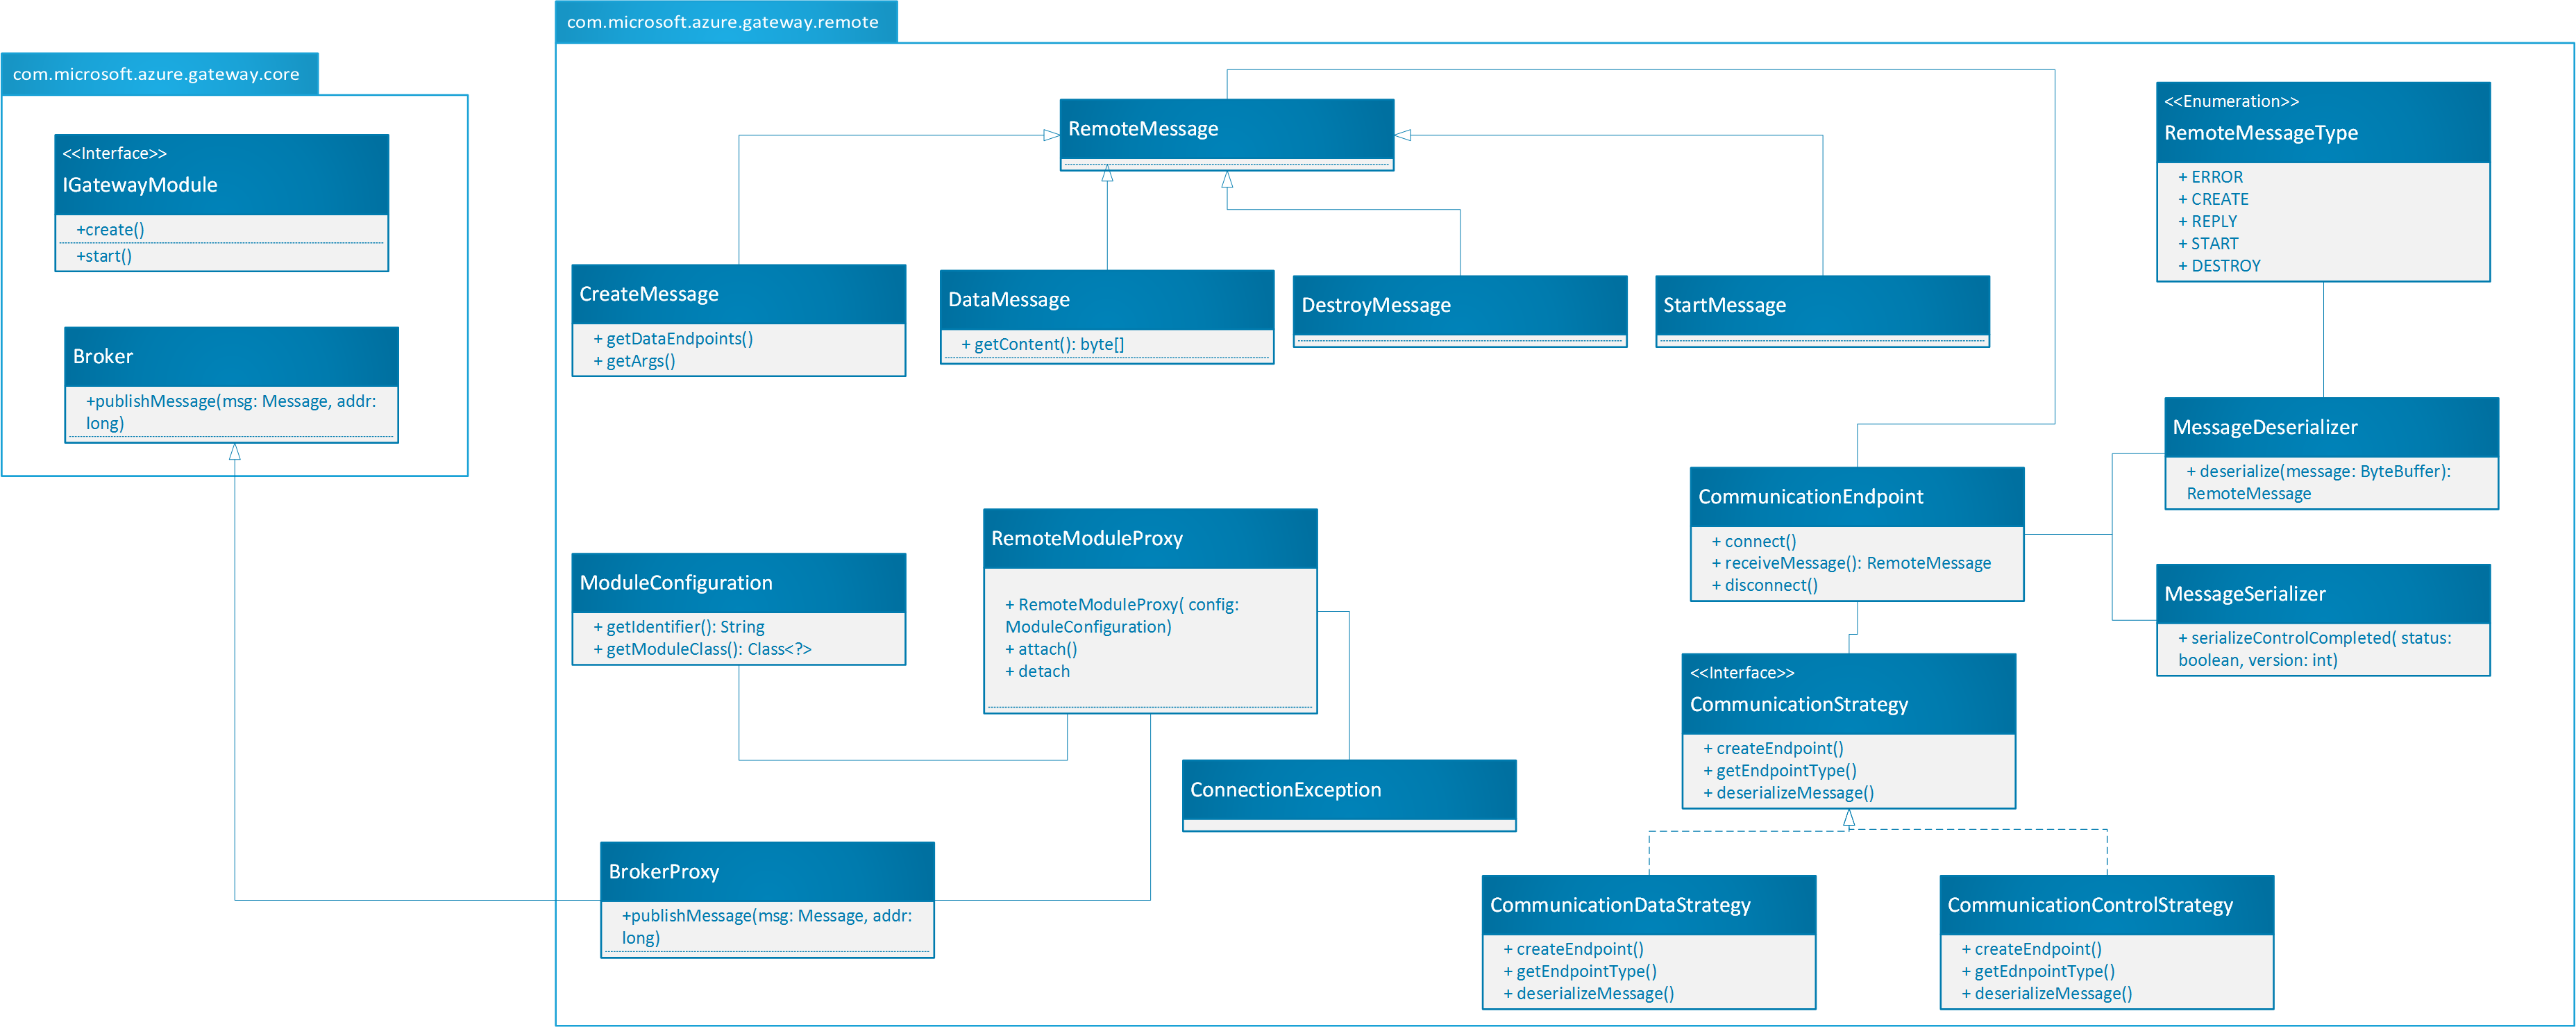 com.microsoft.azure.gateway.core
<<Interface>>
IGatewayModule
+create()
+start()
Broker
+publishMessage(msg: Message, addr:
long)
com.microsoft.azure.gateway.remote
RemoteMessage
<<Enumeration>>
RemoteMessageType
+ ERROR
+ CREATE
+ REPLY
+ START
+ DESTROY
CreateMessage
+ getDataEndpoints()
+ getArgs()
DataMessage
+ getContent(): byte[]
DestroyMessage
StartMessage
MessageDeserializer
+ deserialize(message: ByteBuffer):
RemoteMessage
CommunicationEndpoint
+ connect()
+ receiveMessage(): RemoteMessage
+ disconnect()
MessageSerializer
+ serializeControlCompleted( status:
boolean, version: int)
RemoteModuleProxy
+ RemoteModuleProxy( config:
ModuleConfiguration)
+ attach()
+ detach
ModuleConfiguration
+ getIdentifier(): String
+ getModuleClass(): Class<?>
<<Interface>>
CommunicationStrategy
+ createEndpoint()
+ getEndpointType()
+ deserializeMessage()
ConnectionException
BrokerProxy
+publishMessage(msg: Message, addr:
long)
CommunicationDataStrategy
+ createEndpoint()
+ getEndpointType()
+ deserializeMessage()
CommunicationControlStrategy
+ createEndpoint()
+ getEdnpointType()
+ deserializeMessage()